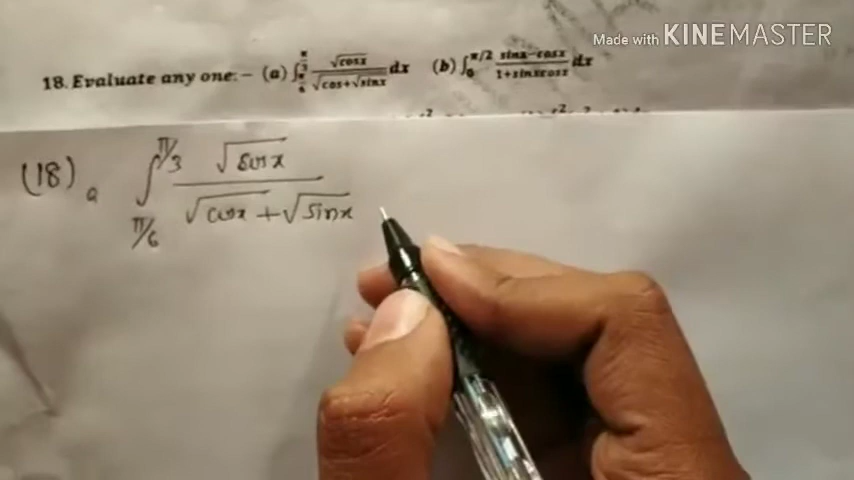 Made with KINEMASTER
18. Evaluate any one:- (a) ∫_{π/6}^{π/3} √cosx / (√cos+√sinx) dx (b) ∫_0^{π/2} (sinx-cosx) / (1+sinxcosx) dx
(18) a ∫_{π/6}^{π/3} √cosx / (√cosx + √sinx)